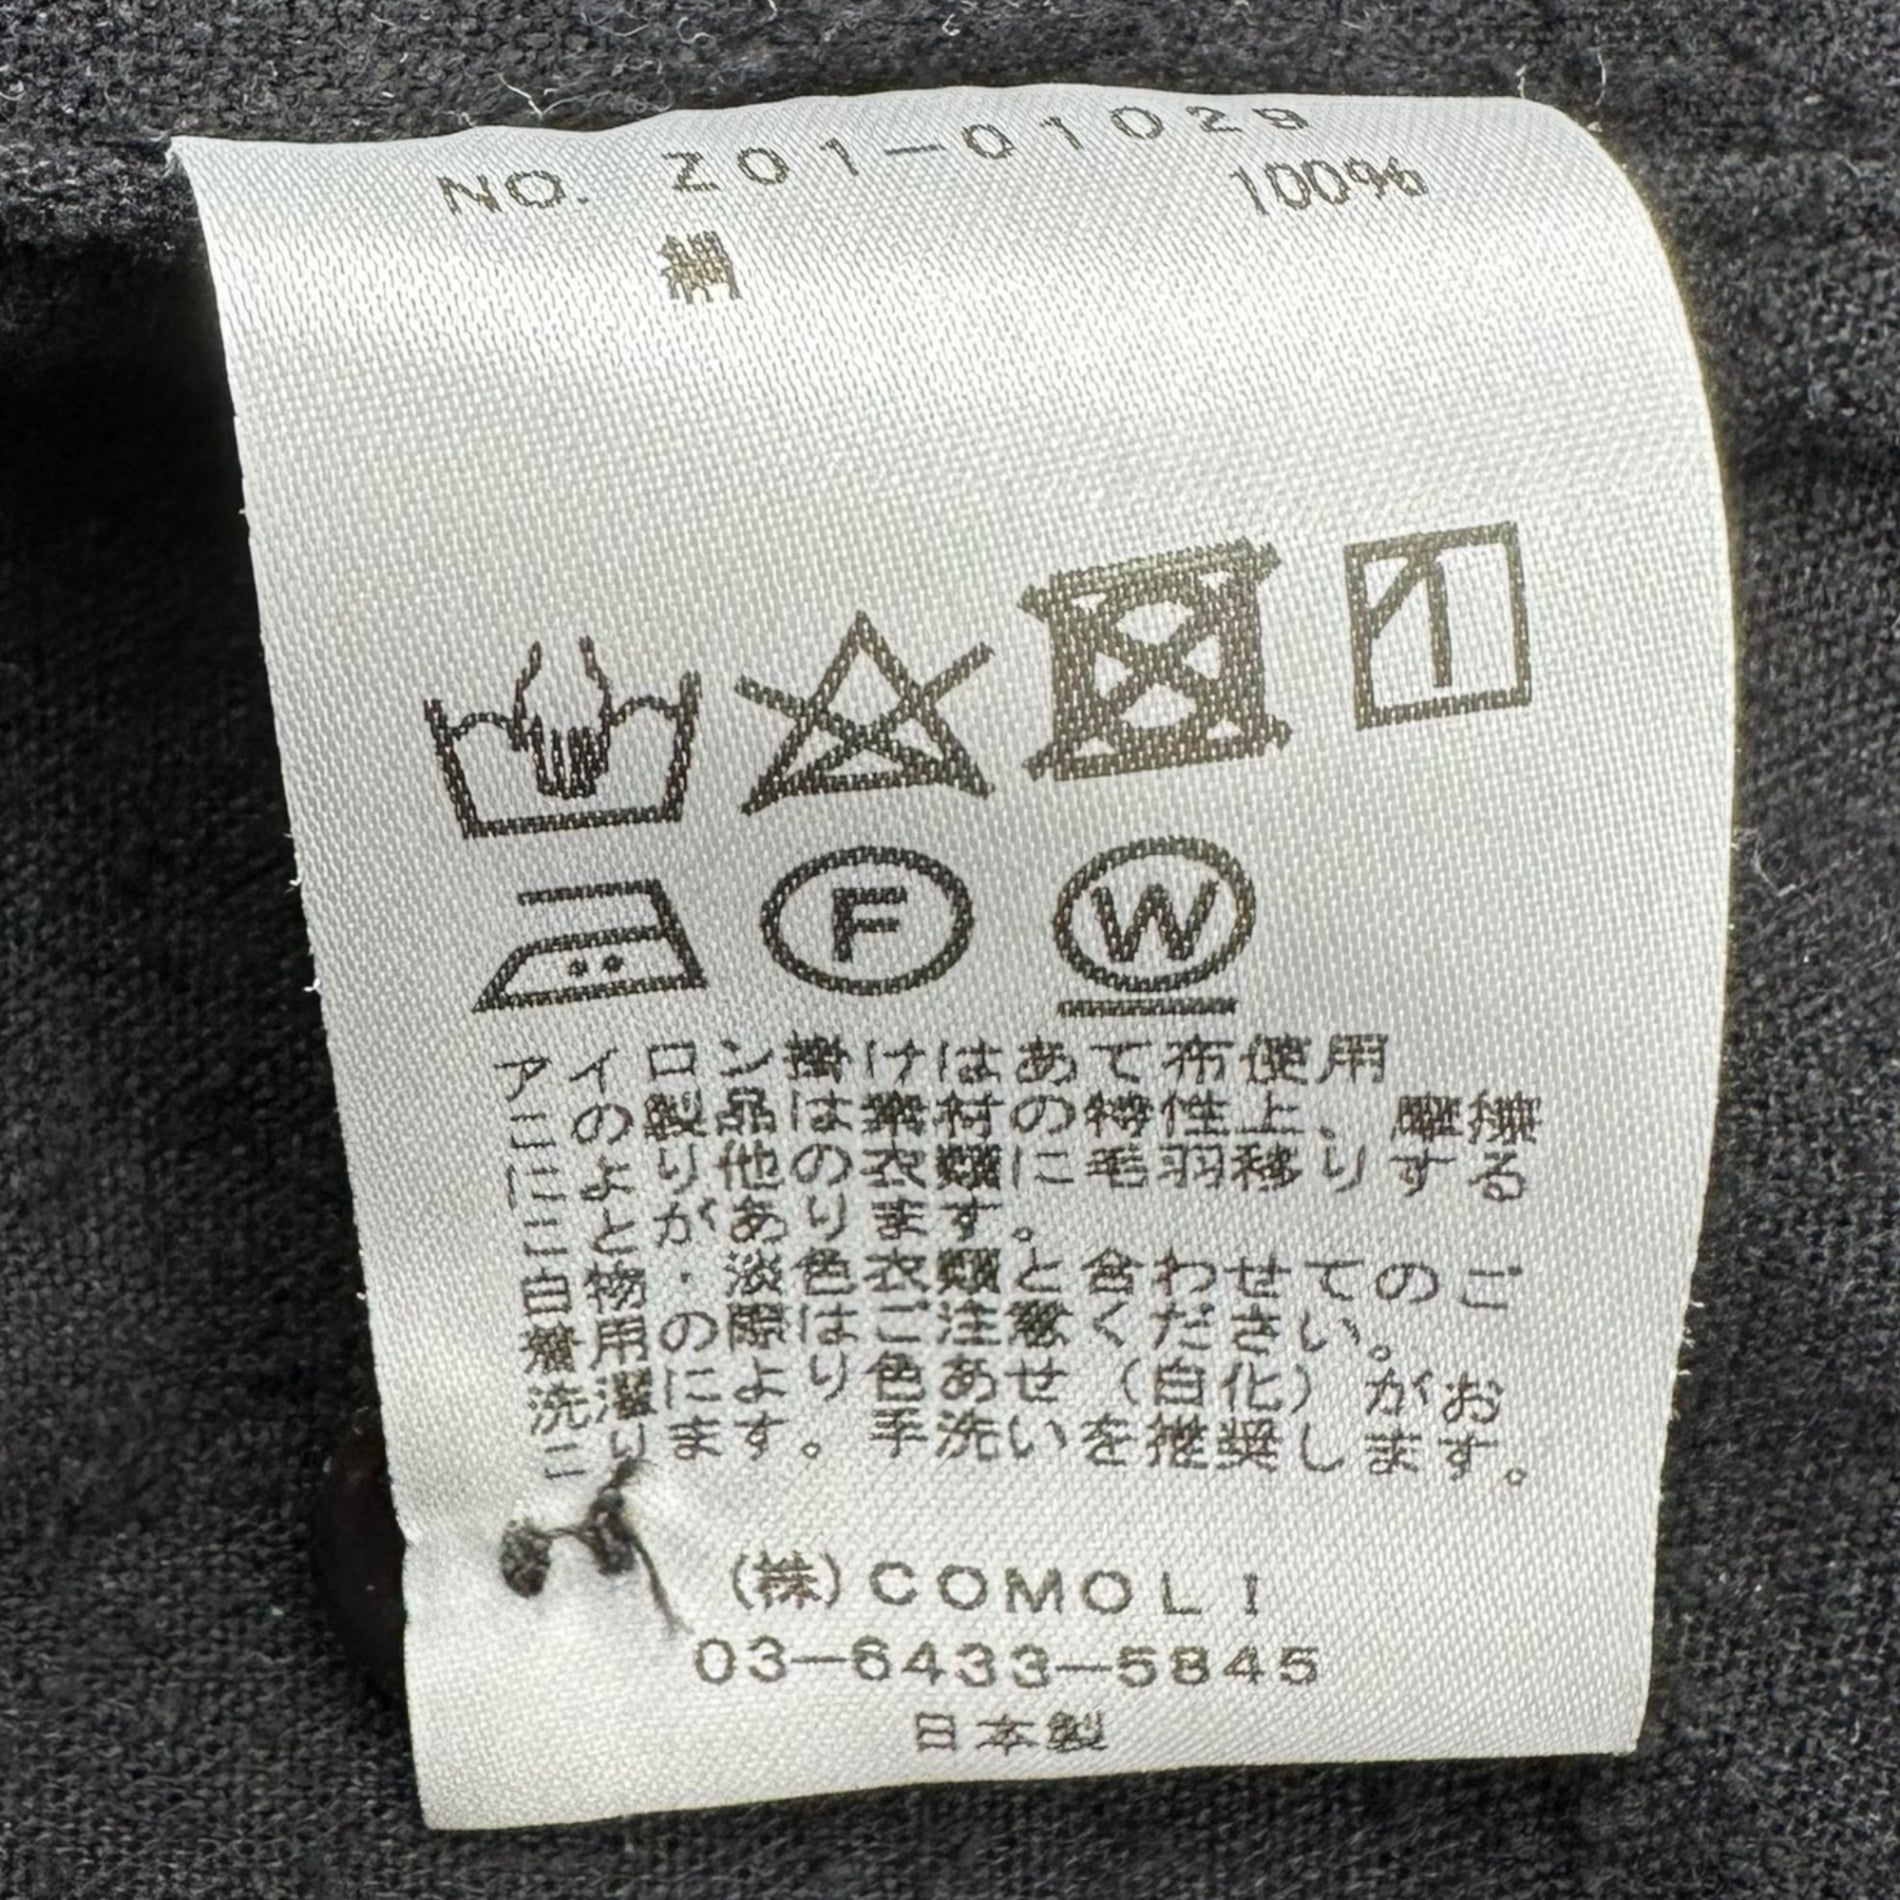 NO. Z01-01029
絹 100%
F W
アイロン掛けはあて布使用
この製品は素材の特性上、摩擦
により他の衣類に毛羽移りする
ことがあります。
白物・淡色衣類と合わせてのご
着用の際はご注意ください。
洗濯により色あせ（白化）がお
こります。手洗いを推奨します。
(株)COMOLI
03-6433-5845
日本製